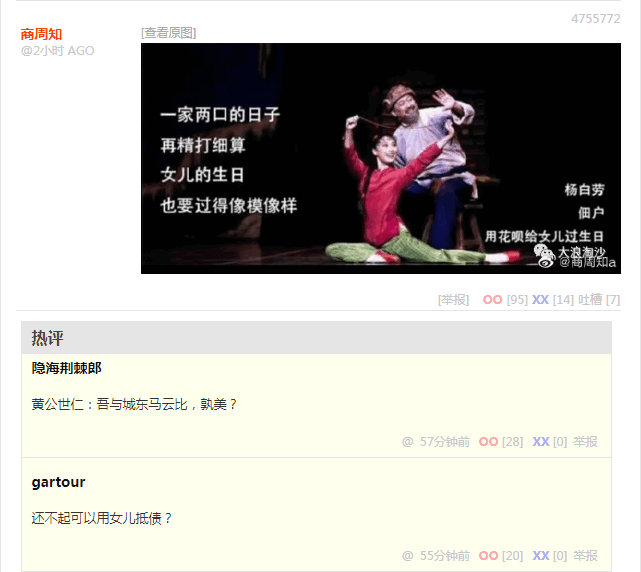 4755772
商周知
[查看原图]
@2小时 AGO
一家两口的日子
再精打细算
女儿的生日
也要过得像模像样
杨白劳
佃户
用花呗给女儿过生日
大浪淘沙
@商周知a
[举报] OO [95] XX [14] 吐槽 [7]
热评
隐海荆棘郎
黄公世仁：吾与城东马云比，孰美？
@ 57分钟前 OO [28] XX [0] 举报
gartour
还不起可以用女儿抵债？
@ 55分钟前 OO [20] XX [0] 举报